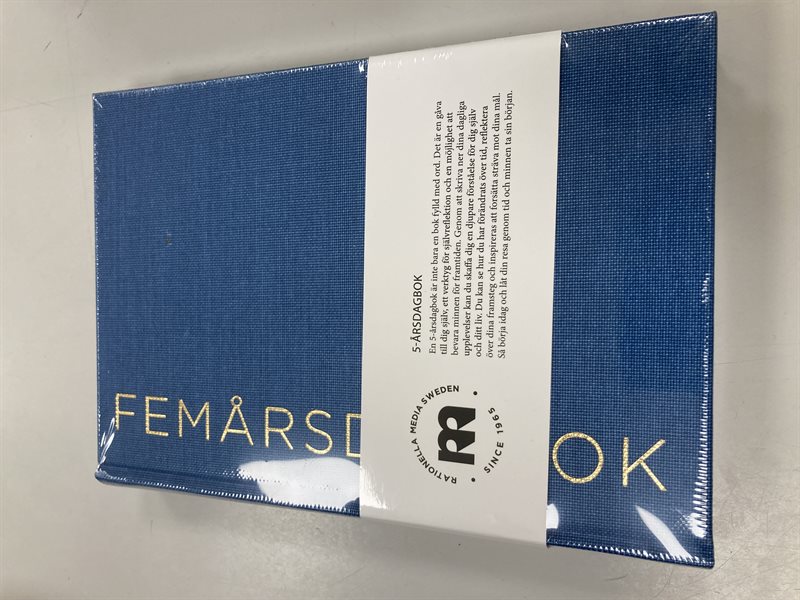 FEMÅRSD
OK
5-ÅRSDAGBOK
En 5-årsdagbok är inte bara en bok fylld med ord. Det är en gåva
till dig själv, ett verktyg för självreflektion och en möjlighet att
bevara minnen för framtiden. Genom att skriva ner dina dagliga
upplevelser kan du skaffa dig en djupare förståelse för dig själv
och ditt liv. Du kan se hur du har förändrats över tid, reflektera
över dina framsteg och inspireras att forsätta sträva mot dina mål.
Så börja idag och låt din resa genom tid och minnen ta sin början.
RATIONELLA MEDIA SWEDEN
rm
SINCE 1965